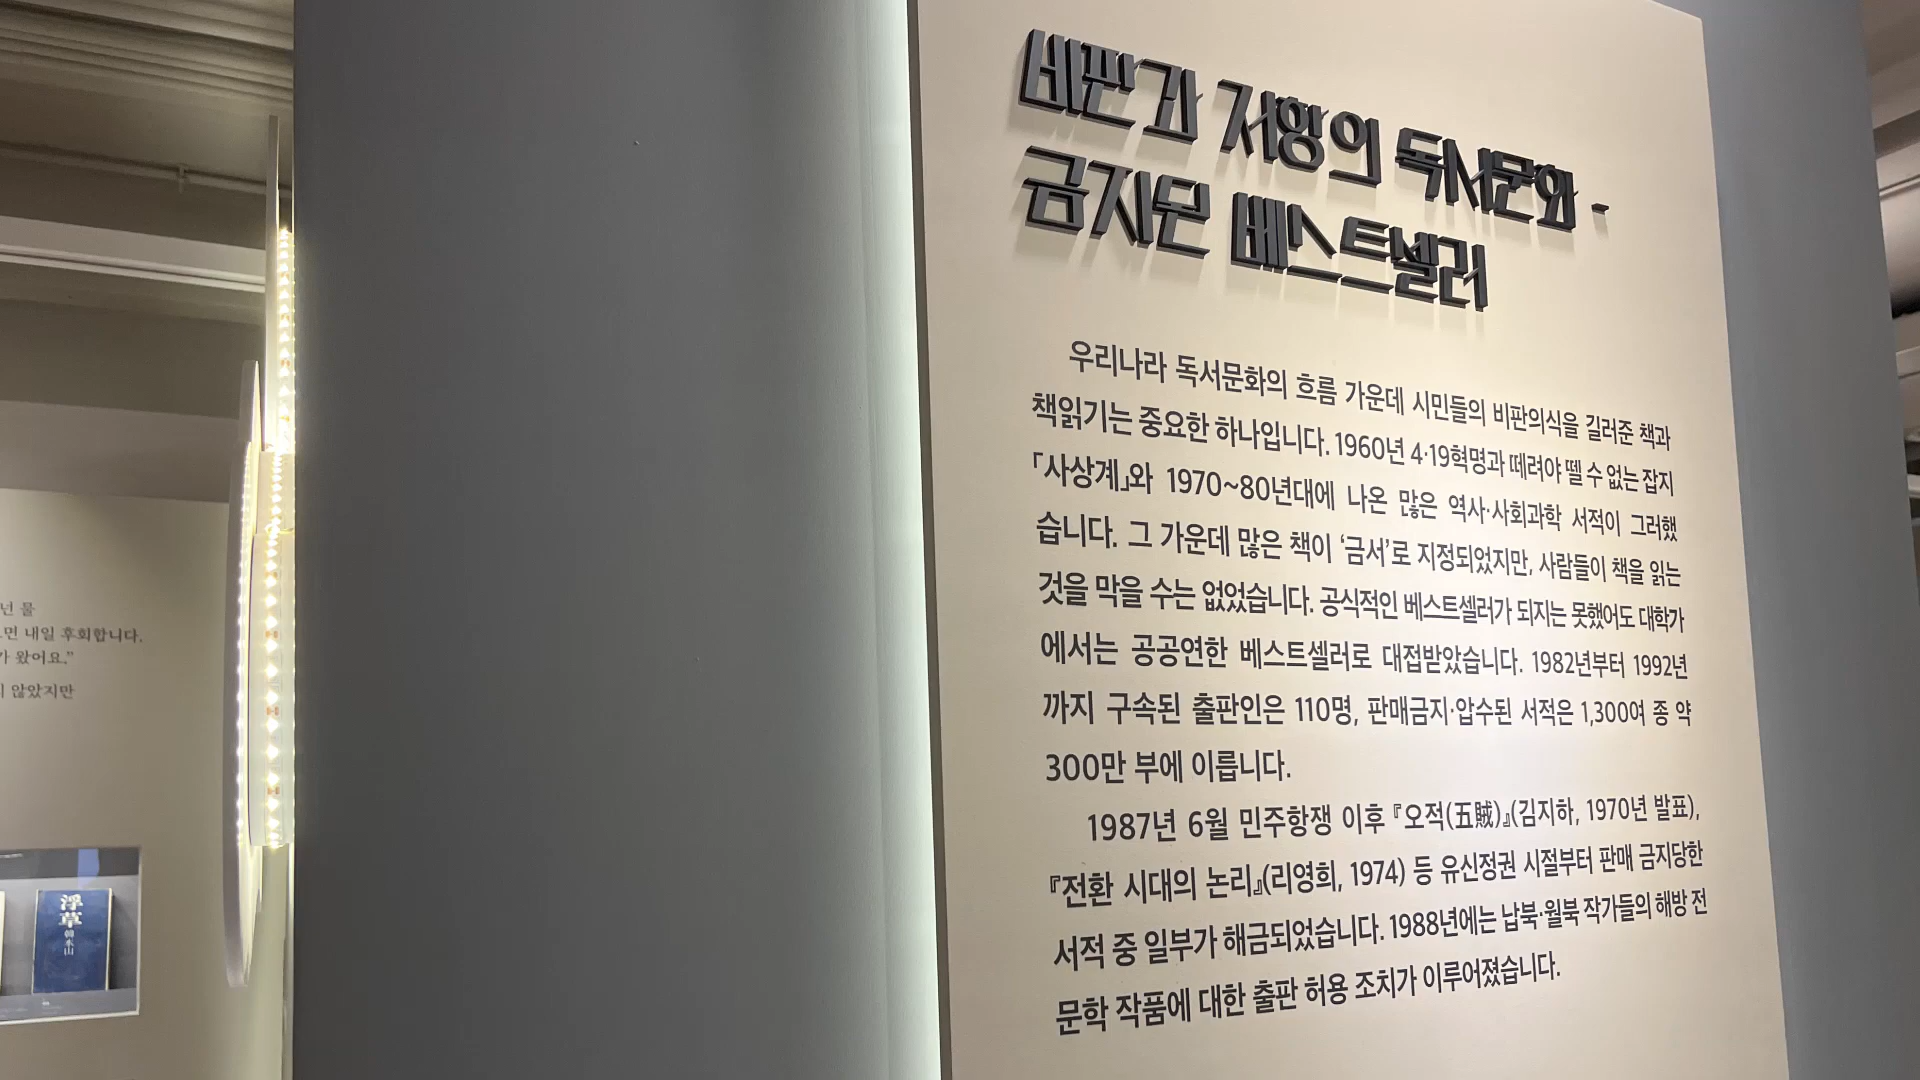 비판과 저항의 독서문화 -
금지된 베스트셀러
우리나라 독서문화의 흐름 가운데 시민들의 비판의식을 길러준 책과
책읽기는 중요한 하나입니다. 1960년 4·19혁명과 떼려야 뗄 수 없는 잡지
「사상계」와 1970~80년대에 나온 많은 역사·사회과학 서적이 그러했
습니다. 그 가운데 많은 책이 ‘금서’로 지정되었지만, 사람들이 책을 읽는
것을 막을 수는 없었습니다. 공식적인 베스트셀러가 되지는 못했어도 대학가
에서는 공공연한 베스트셀러로 대접받았습니다. 1982년부터 1992년
까지 구속된 출판인은 110명, 판매금지·압수된 서적은 1,300여 종 약
300만 부에 이릅니다.
1987년 6월 민주항쟁 이후 『오적(五賊)』(김지하, 1970년 발표),
『전환 시대의 논리』(리영희, 1974) 등 유신정권 시절부터 판매 금지당한
서적 중 일부가 해금되었습니다. 1988년에는 납북·월북 작가들의 해방 전
문학 작품에 대한 출판 허용 조치가 이루어졌습니다.
넌 물
면 내일 후회합니다.
가 왔어요.”
않았지만
浮草
韓水山